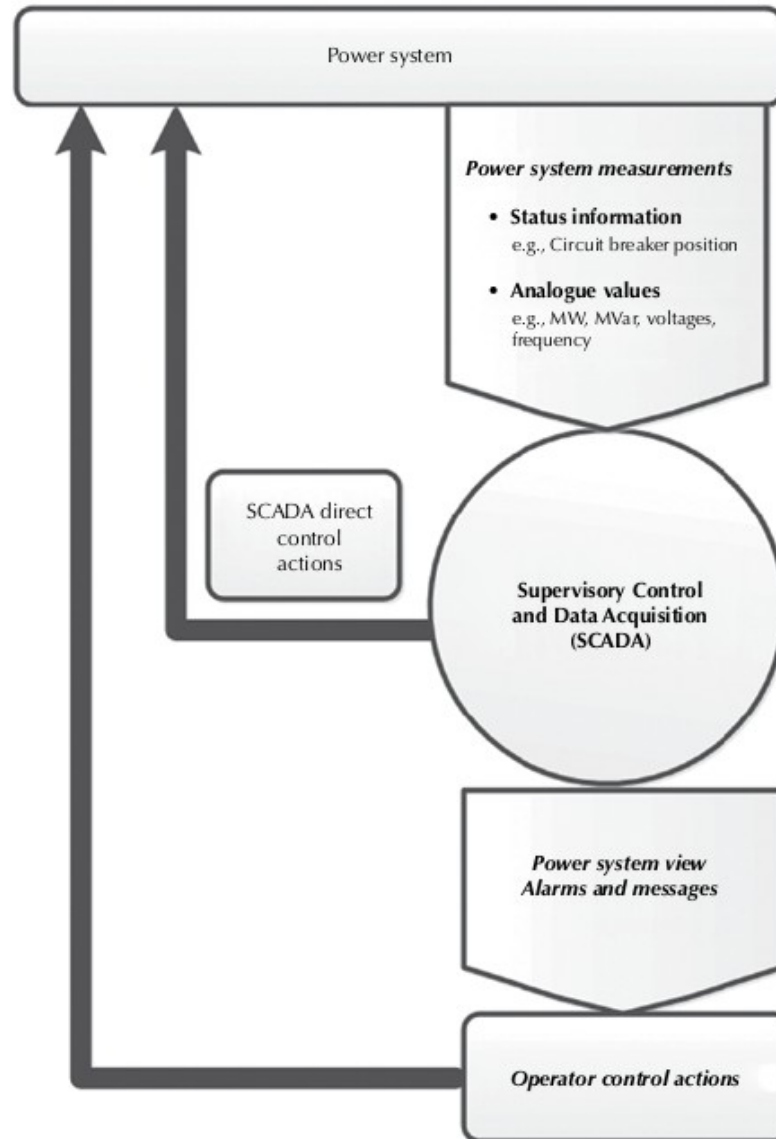 Power system
Power system measurements
• Status information
e.g., Circuit breaker position
• Analogue values
e.g., MW, MVar, voltages,
frequency
SCADA direct
control
actions
Supervisory Control
and Data Acquisition
(SCADA)
Power system view
Alarms and messages
Operator control actions